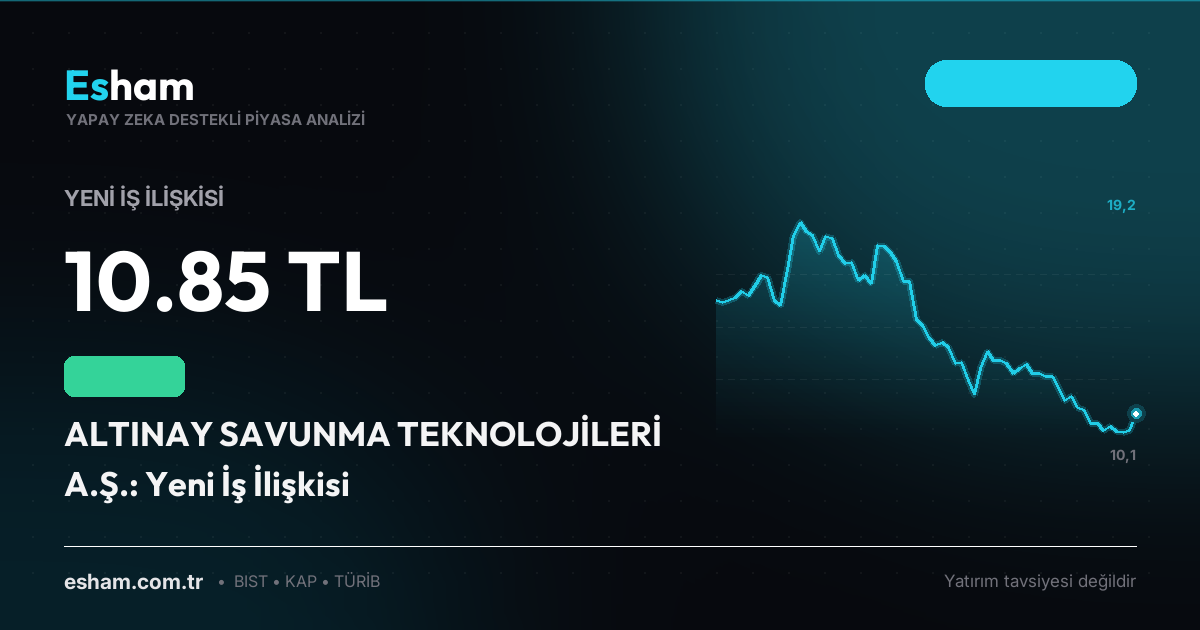 Esham
YAPAY ZEKA DESTEKLİ PİYASA ANALİZİ
YENİ İŞ İLİŞKİSİ
10.85 TL
ALTINAY SAVUNMA TEKNOLOJİLERİ
A.Ş.: Yeni İş İlişkisi
19,2
10,1
esham.com.tr • BIST • KAP • TÜRİB
Yatırım tavsiyesi değildir